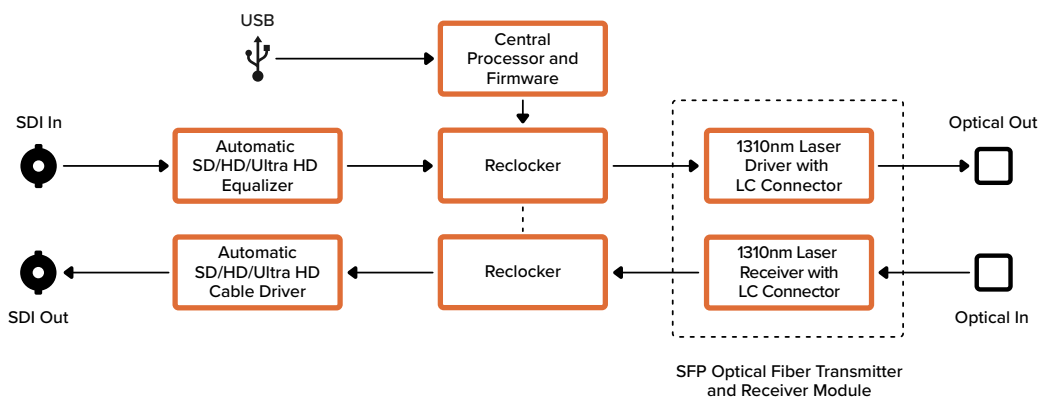 USB
Central
Processor and
Firmware
SDI In
Automatic
SD/HD/Ultra HD
Equalizer
Reclocker
1310nm Laser
Driver with
LC Connector
Optical Out
SDI Out
Automatic
SD/HD/Ultra HD
Cable Driver
Reclocker
1310nm Laser
Receiver with
LC Connector
Optical In
SFP Optical Fiber Transmitter
and Receiver Module